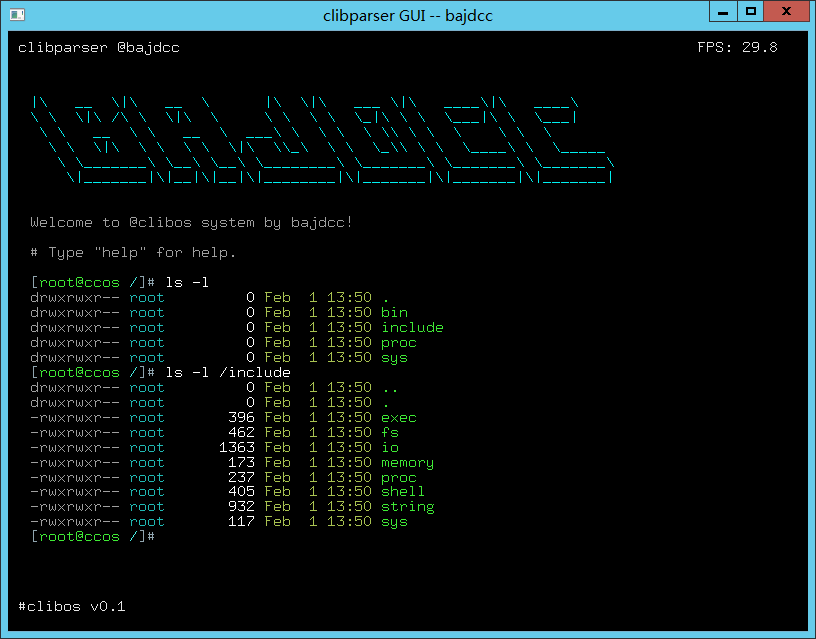 clibparser GUI -- bajdcc
clibparser @bajdcc
FPS: 29.8
BAJDCC
Welcome to @clibos system by bajdcc!
# Type "help" for help.
[root@ccos /]# ls -l
drwxrwxr-- root         0 Feb  1 13:50 .
drwxrwxr-- root         0 Feb  1 13:50 bin
drwxrwxr-- root         0 Feb  1 13:50 include
drwxrwxr-- root         0 Feb  1 13:50 proc
drwxrwxr-- root         0 Feb  1 13:50 sys
[root@ccos /]# ls -l /include
drwxrwxr-- root         0 Feb  1 13:50 ..
drwxrwxr-- root         0 Feb  1 13:50 .
-rwxrwxr-- root       396 Feb  1 13:50 exec
-rwxrwxr-- root       462 Feb  1 13:50 fs
-rwxrwxr-- root      1363 Feb  1 13:50 io
-rwxrwxr-- root       173 Feb  1 13:50 memory
-rwxrwxr-- root       237 Feb  1 13:50 proc
-rwxrwxr-- root       405 Feb  1 13:50 shell
-rwxrwxr-- root       932 Feb  1 13:50 string
-rwxrwxr-- root       117 Feb  1 13:50 sys
[root@ccos /]#
#clibos v0.1